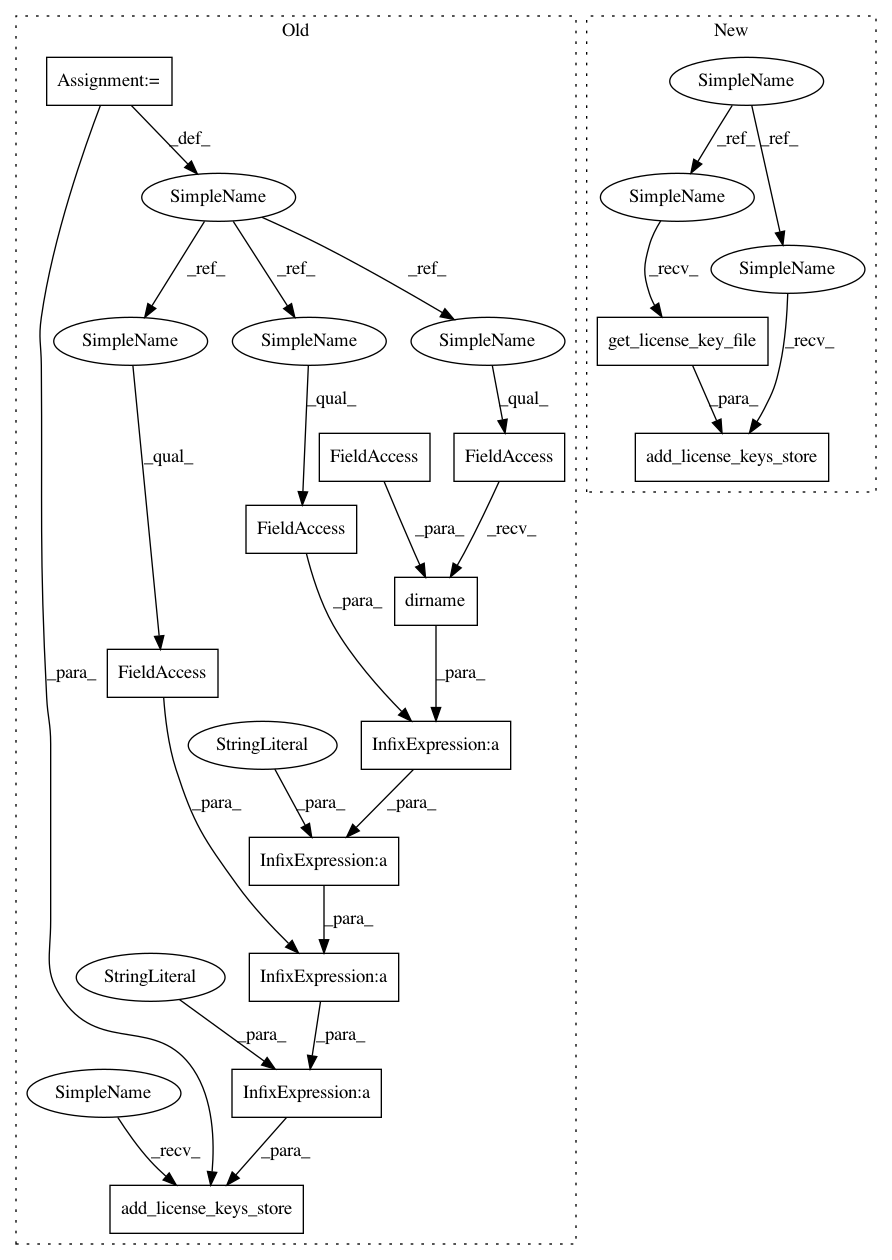 Old
New
Assignment:=
SimpleName
_def_
_ref_
_ref_
SimpleName
SimpleName
_ref_
_ref_
_ref_
_recv_
SimpleName
SimpleName
SimpleName
SimpleName
get_license_key_file
_recv_
_qual_
_qual_
_para_
_qual_
FieldAccess
FieldAccess
add_license_keys_store
FieldAccess
_para_
_recv_
_para_
dirname
FieldAccess
_para_
_para_
StringLiteral
InfixExpression:a
_para_
_para_
_para_
InfixExpression:a
_para_
StringLiteral
InfixExpression:a
_para_
_para_
SimpleName
InfixExpression:a
_recv_
_para_
add_license_keys_store